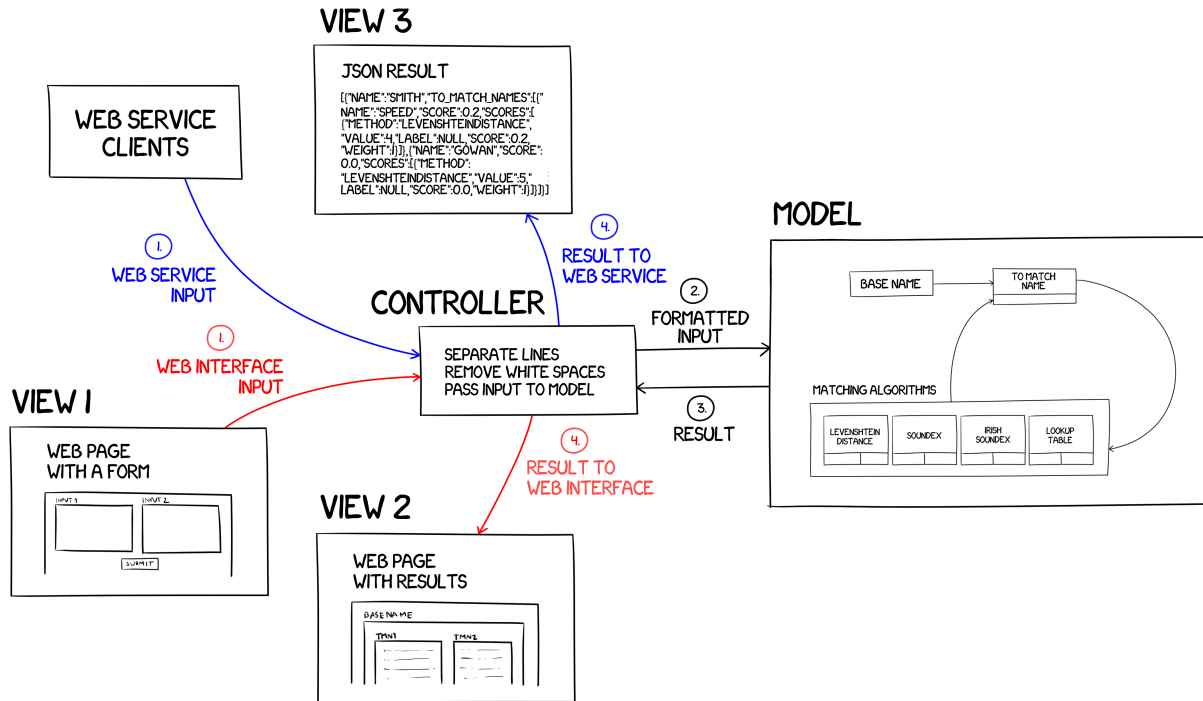 VIEW 3
JSON RESULT
[{"NAME":"SMITH","TO_MATCH_NAMES":[{"
NAME":"SPEED","SCORE":0.2,"SCORES":[
{"METHOD":"LEVENSHTEINDISTANCE",
"VALUE":4,"LABEL":NULL,"SCORE":0.2,
"WEIGHT":1}]},{"NAME":"GOWAN","SCORE":
0.0,"SCORES":[{"METHOD":
"LEVENSHTEINDISTANCE","VALUE":5,"
LABEL":NULL,"SCORE":0.0,"WEIGHT":1}]}]}]
WEB SERVICE
CLIENTS
1.
WEB SERVICE
INPUT
4.
RESULT TO
WEB SERVICE
MODEL
BASE NAME
TO MATCH
NAME
MATCHING ALGORITHMS
LEVENSHTEIN
DISTANCE
SOUNDEX
IRISH
SOUNDEX
LOOKUP
TABLE
CONTROLLER
SEPARATE LINES
REMOVE WHITE SPACES
PASS INPUT TO MODEL
2.
FORMATTED
INPUT
3.
RESULT
1.
WEB INTERFACE
INPUT
VIEW 1
WEB PAGE
WITH A FORM
INPUT 1
INPUT 2
SUBMIT
4.
RESULT TO
WEB INTERFACE
VIEW 2
WEB PAGE
WITH RESULTS
BASE NAME
TMN1
TMN2